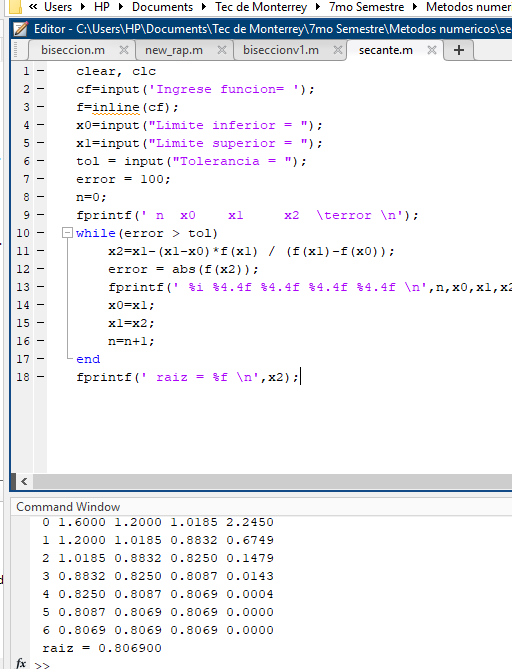 « Users HP Documents Tec de Monterrey 7mo Semestre Metodos numericos
Editor - C:\Users\HP\Documents\Tec de Monterrey\7mo Semestre\Metodos numericos\se
biseccion.m × new_rap.m × biseccionv1.m × secante.m × +
1 - clear, clc
2 - cf=input('Ingrese funcion= ');
3 - f=inline(cf);
4 - x0=input("Limite inferior = ");
5 - x1=input("Limite superior = ");
6 - tol = input("Tolerancia = ");
7 - error = 100;
8 - n=0;
9 - fprintf(' n  x0    x1     x2  \terror \n');
10 - while(error > tol)
11 - x2=x1-(x1-x0)*f(x1) / (f(x1)-f(x0));
12 - error = abs(f(x2));
13 - fprintf(' %i %4.4f %4.4f %4.4f %4.4f \n',n,x0,x1,x2
14 - x0=x1;
15 - x1=x2;
16 - n=n+1;
17 - end
18 - fprintf(' raiz = %f \n',x2);
Command Window
0 1.6000 1.2000 1.0185 2.2450
1 1.2000 1.0185 0.8832 0.6749
2 1.0185 0.8832 0.8250 0.1479
3 0.8832 0.8250 0.8087 0.0143
4 0.8250 0.8087 0.8069 0.0004
5 0.8087 0.8069 0.8069 0.0000
6 0.8069 0.8069 0.8069 0.0000
raiz = 0.806900
fx >>